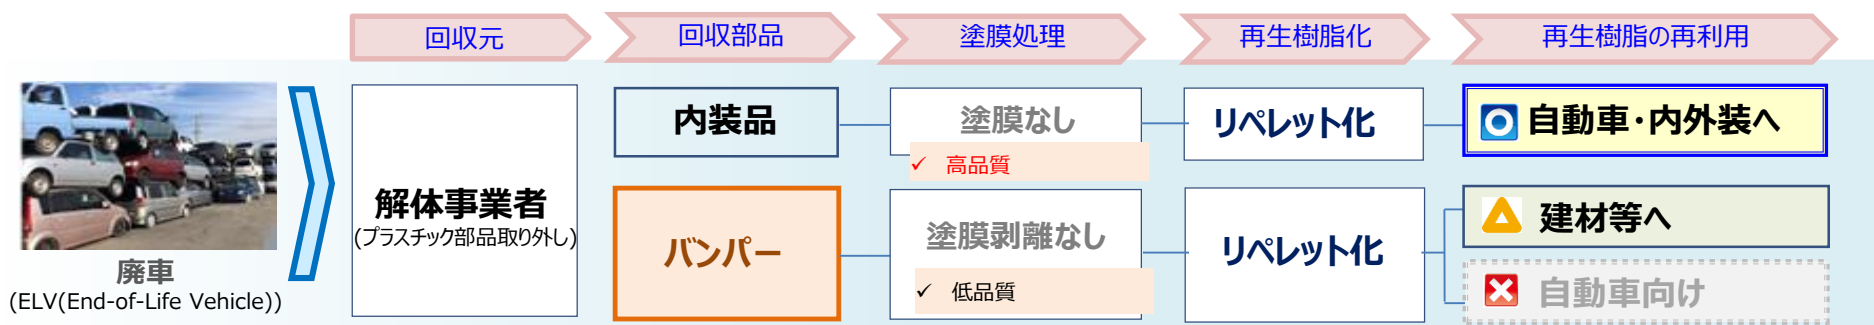 回収元
回収部品
塗膜処理
再生樹脂化
再生樹脂の再利用
廃車
(ELV(End-of-Life Vehicle))
解体事業者
(プラスチック部品取り外し)
内装品
塗膜なし
✓ 高品質
リペレット化
自動車・内外装へ
バンパー
塗膜剥離なし
✓ 低品質
リペレット化
建材等へ
自動車向け